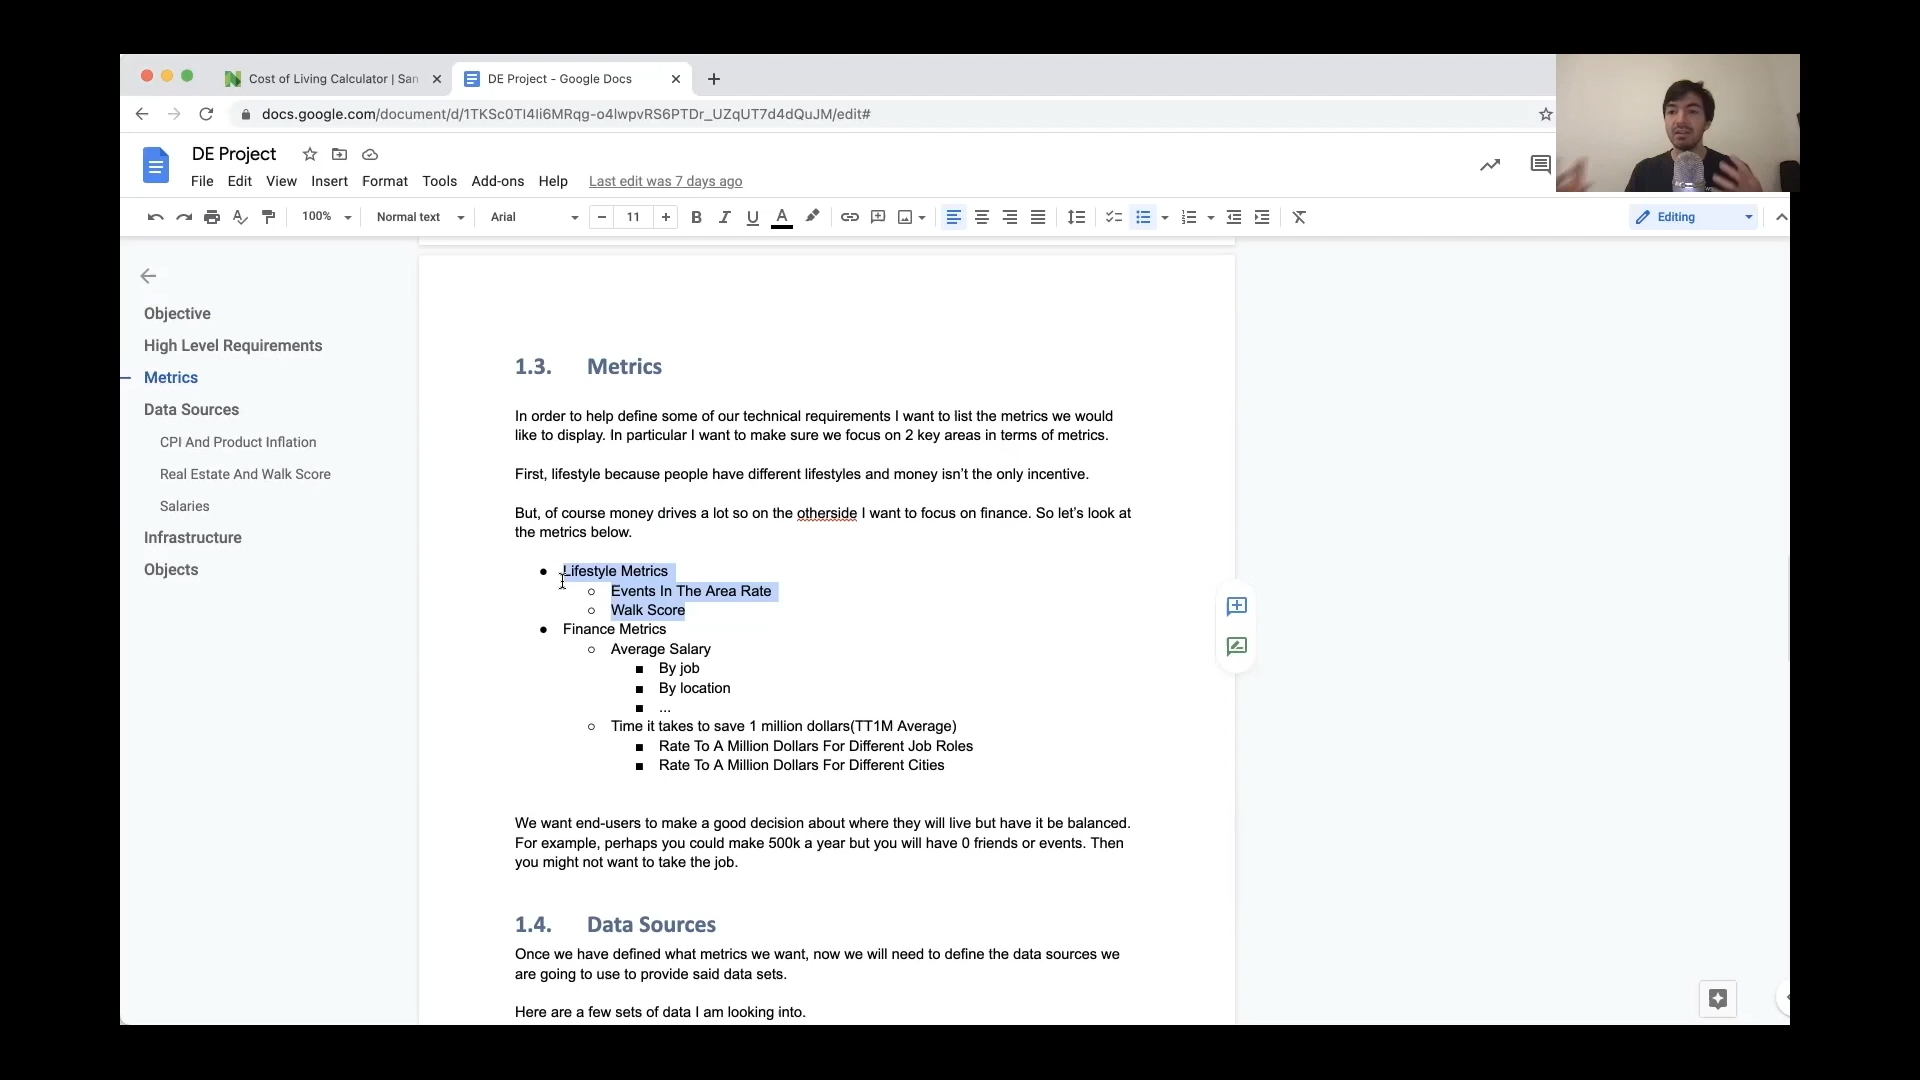 Cost of Living Calculator | San
DE Project - Google Docs
docs.google.com/document/d/1TKSc0TI4Ii6MRqg-o4lwpvRS6PTDr_UZqUT7d4dQuJM/edit#
DE Project
File Edit View Insert Format Tools Add-ons Help Last edit was 7 days ago
100% Normal text Arial 11 B I U A Editing
Objective
High Level Requirements
Metrics
Data Sources
CPI And Product Inflation
Real Estate And Walk Score
Salaries
Infrastructure
Objects
1.3. Metrics
In order to help define some of our technical requirements I want to list the metrics we would
like to display. In particular I want to make sure we focus on 2 key areas in terms of metrics.
First, lifestyle because people have different lifestyles and money isn’t the only incentive.
But, of course money drives a lot so on the otherside I want to focus on finance. So let’s look at
the metrics below.
● Lifestyle Metrics
○ Events In The Area Rate
○ Walk Score
● Finance Metrics
○ Average Salary
■ By job
■ By location
■ ...
○ Time it takes to save 1 million dollars(TT1M Average)
■ Rate To A Million Dollars For Different Job Roles
■ Rate To A Million Dollars For Different Cities
We want end-users to make a good decision about where they will live but have it be balanced.
For example, perhaps you could make 500k a year but you will have 0 friends or events. Then
you might not want to take the job.
1.4. Data Sources
Once we have defined what metrics we want, now we will need to define the data sources we
are going to use to provide said data sets.
Here are a few sets of data I am looking into.